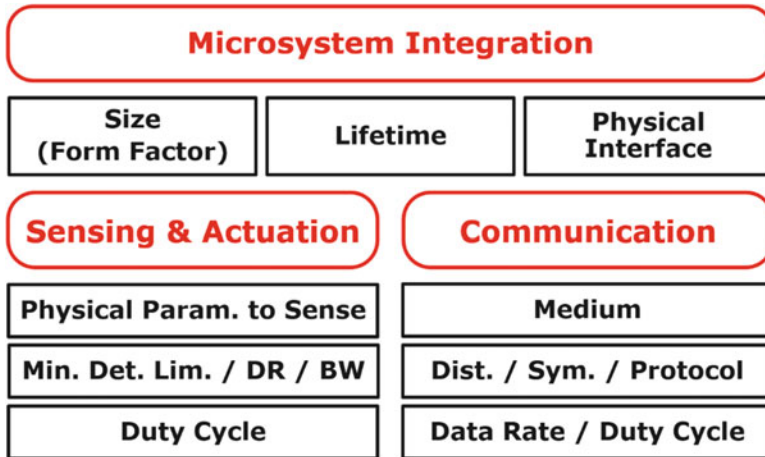 Microsystem Integration
Size
(Form Factor)
Lifetime
Physical
Interface
Sensing & Actuation
Communication
Physical Param. to Sense
Medium
Min. Det. Lim. / DR / BW
Dist. / Sym. / Protocol
Duty Cycle
Data Rate / Duty Cycle